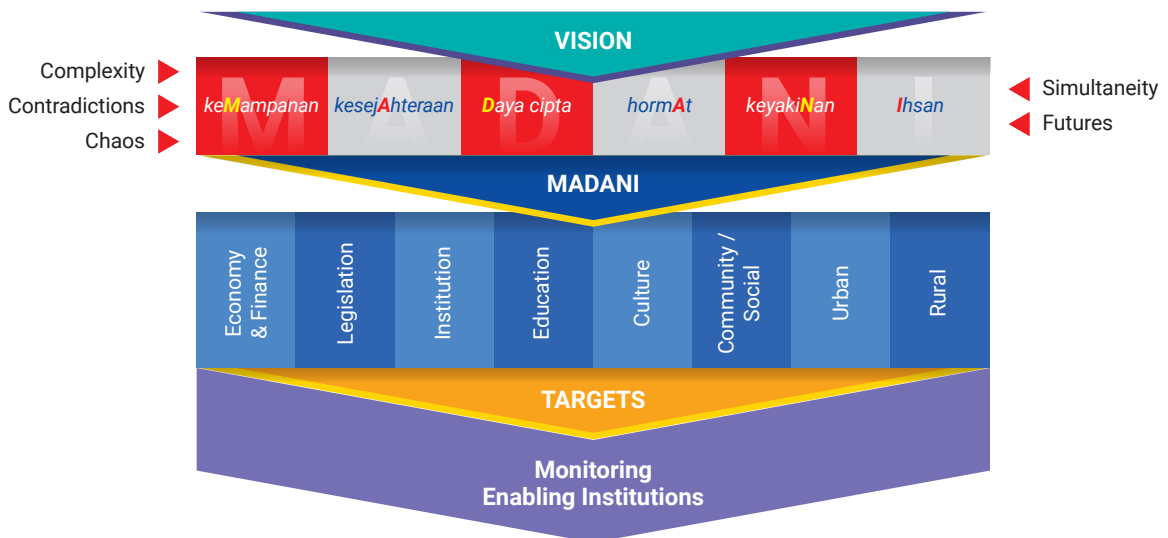 VISION
Complexity
Contradictions
Chaos
M A D A N I
keMampanan
kesejAhteraan
Daya cipta
hormAt
keyakiNan
Ihsan
Simultaneity
Futures
MADANI
Economy
& Finance
Legislation
Institution
Education
Culture
Community /
Social
Urban
Rural
TARGETS
Monitoring
Enabling Institutions